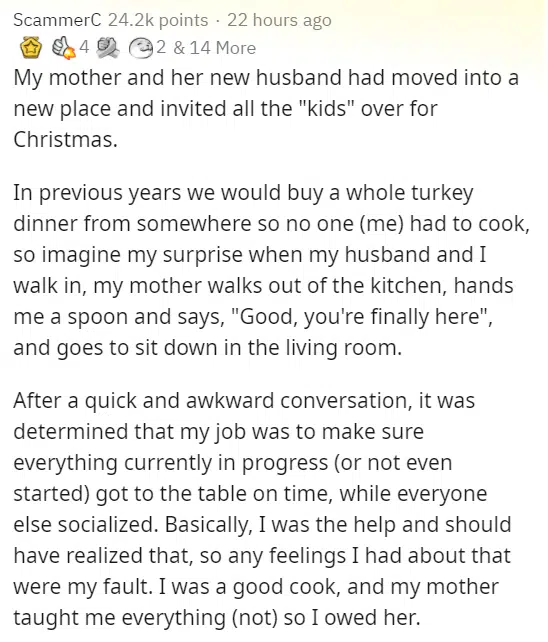 ScammerC 24.2k points · 22 hours ago
4 2 & 14 More
My mother and her new husband had moved into a
new place and invited all the "kids" over for
Christmas.
In previous years we would buy a whole turkey
dinner from somewhere so no one (me) had to cook,
so imagine my surprise when my husband and I
walk in, my mother walks out of the kitchen, hands
me a spoon and says, "Good, you're finally here",
and goes to sit down in the living room.
After a quick and awkward conversation, it was
determined that my job was to make sure
everything currently in progress (or not even
started) got to the table on time, while everyone
else socialized. Basically, I was the help and should
have realized that, so any feelings I had about that
were my fault. I was a good cook, and my mother
taught me everything (not) so I owed her.